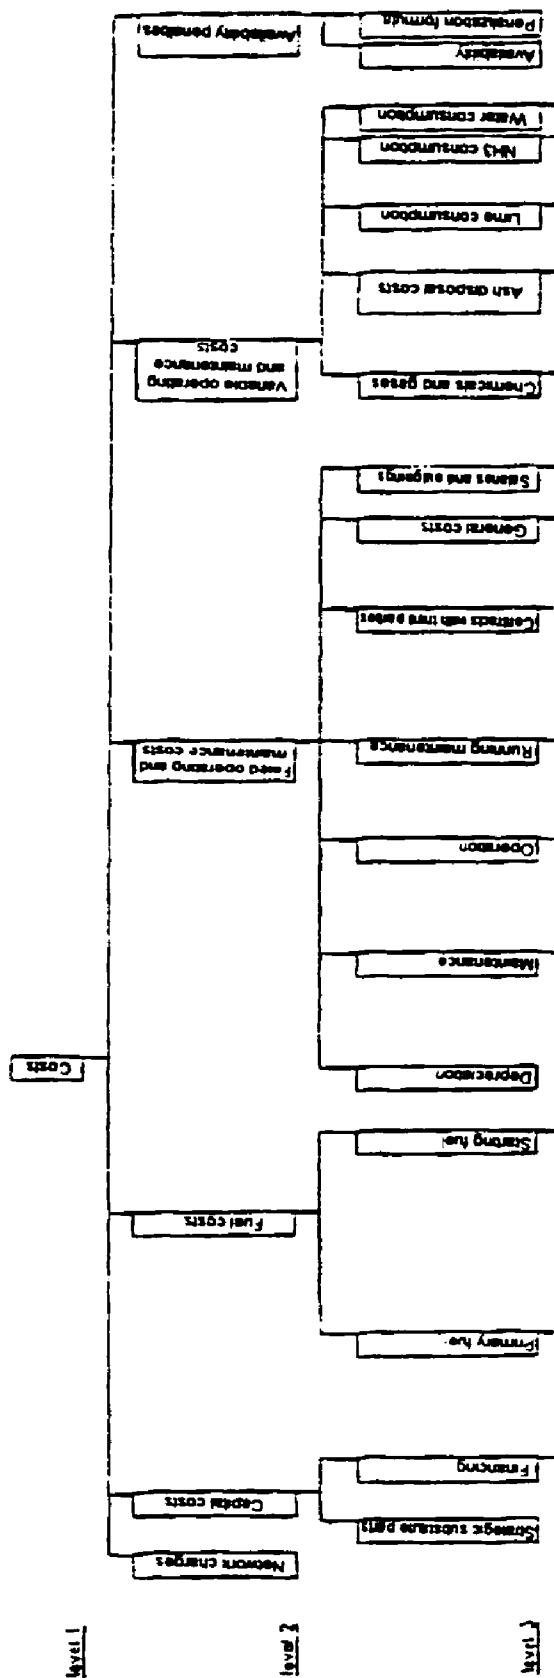 level 1
level 2
level 3
Costs
Network charges
Capital costs
Strategic substitute parts
Financing
Fuel costs
Primary fuel
Starting fuel
Fixed operating and
maintenance costs
Depreciation
Maintenance
Operation
Running maintenance
Contracts with third parties
General costs
Salaries and outgoings
Variable operating
and maintenance
costs
Chemicals and gases
Ash disposal costs
Lime consumption
NH3 consumption
Water consumption
Availability penalties
Availability
Penalization formula